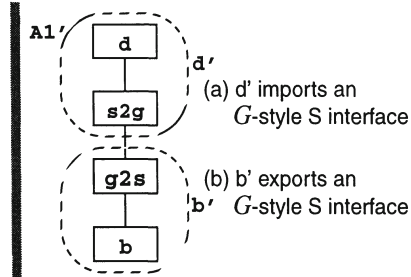 A1’
d
d’
(a) d’ imports an
s2g
G-style S interface
g2s
(b) b’ exports an
b’
G-style S interface
b